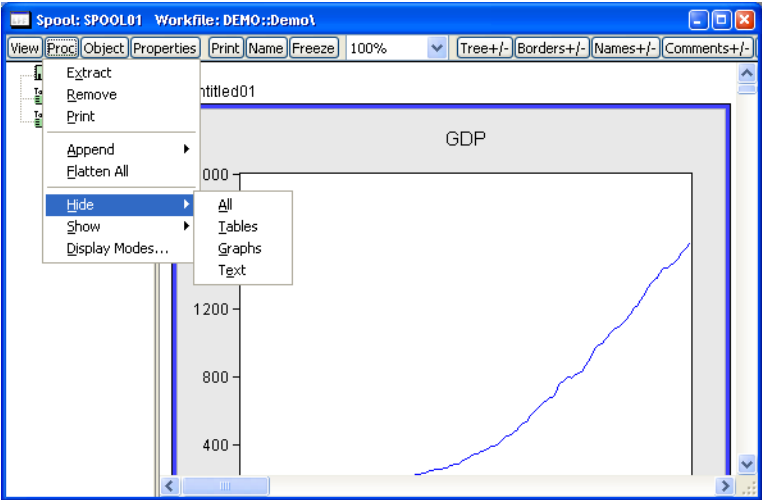 Spool: SPOOL01 Workfile: DEMO::Demo\
View Proc Object Properties Print Name Freeze 100% Tree+/- Borders+/- Names+/- Comments+/-
Extract
Remove
Print
Append
Flatten All
Hide
Show
Display Modes...
All
Tables
Graphs
Text
ntitled01
GDP
000
1200
800
400